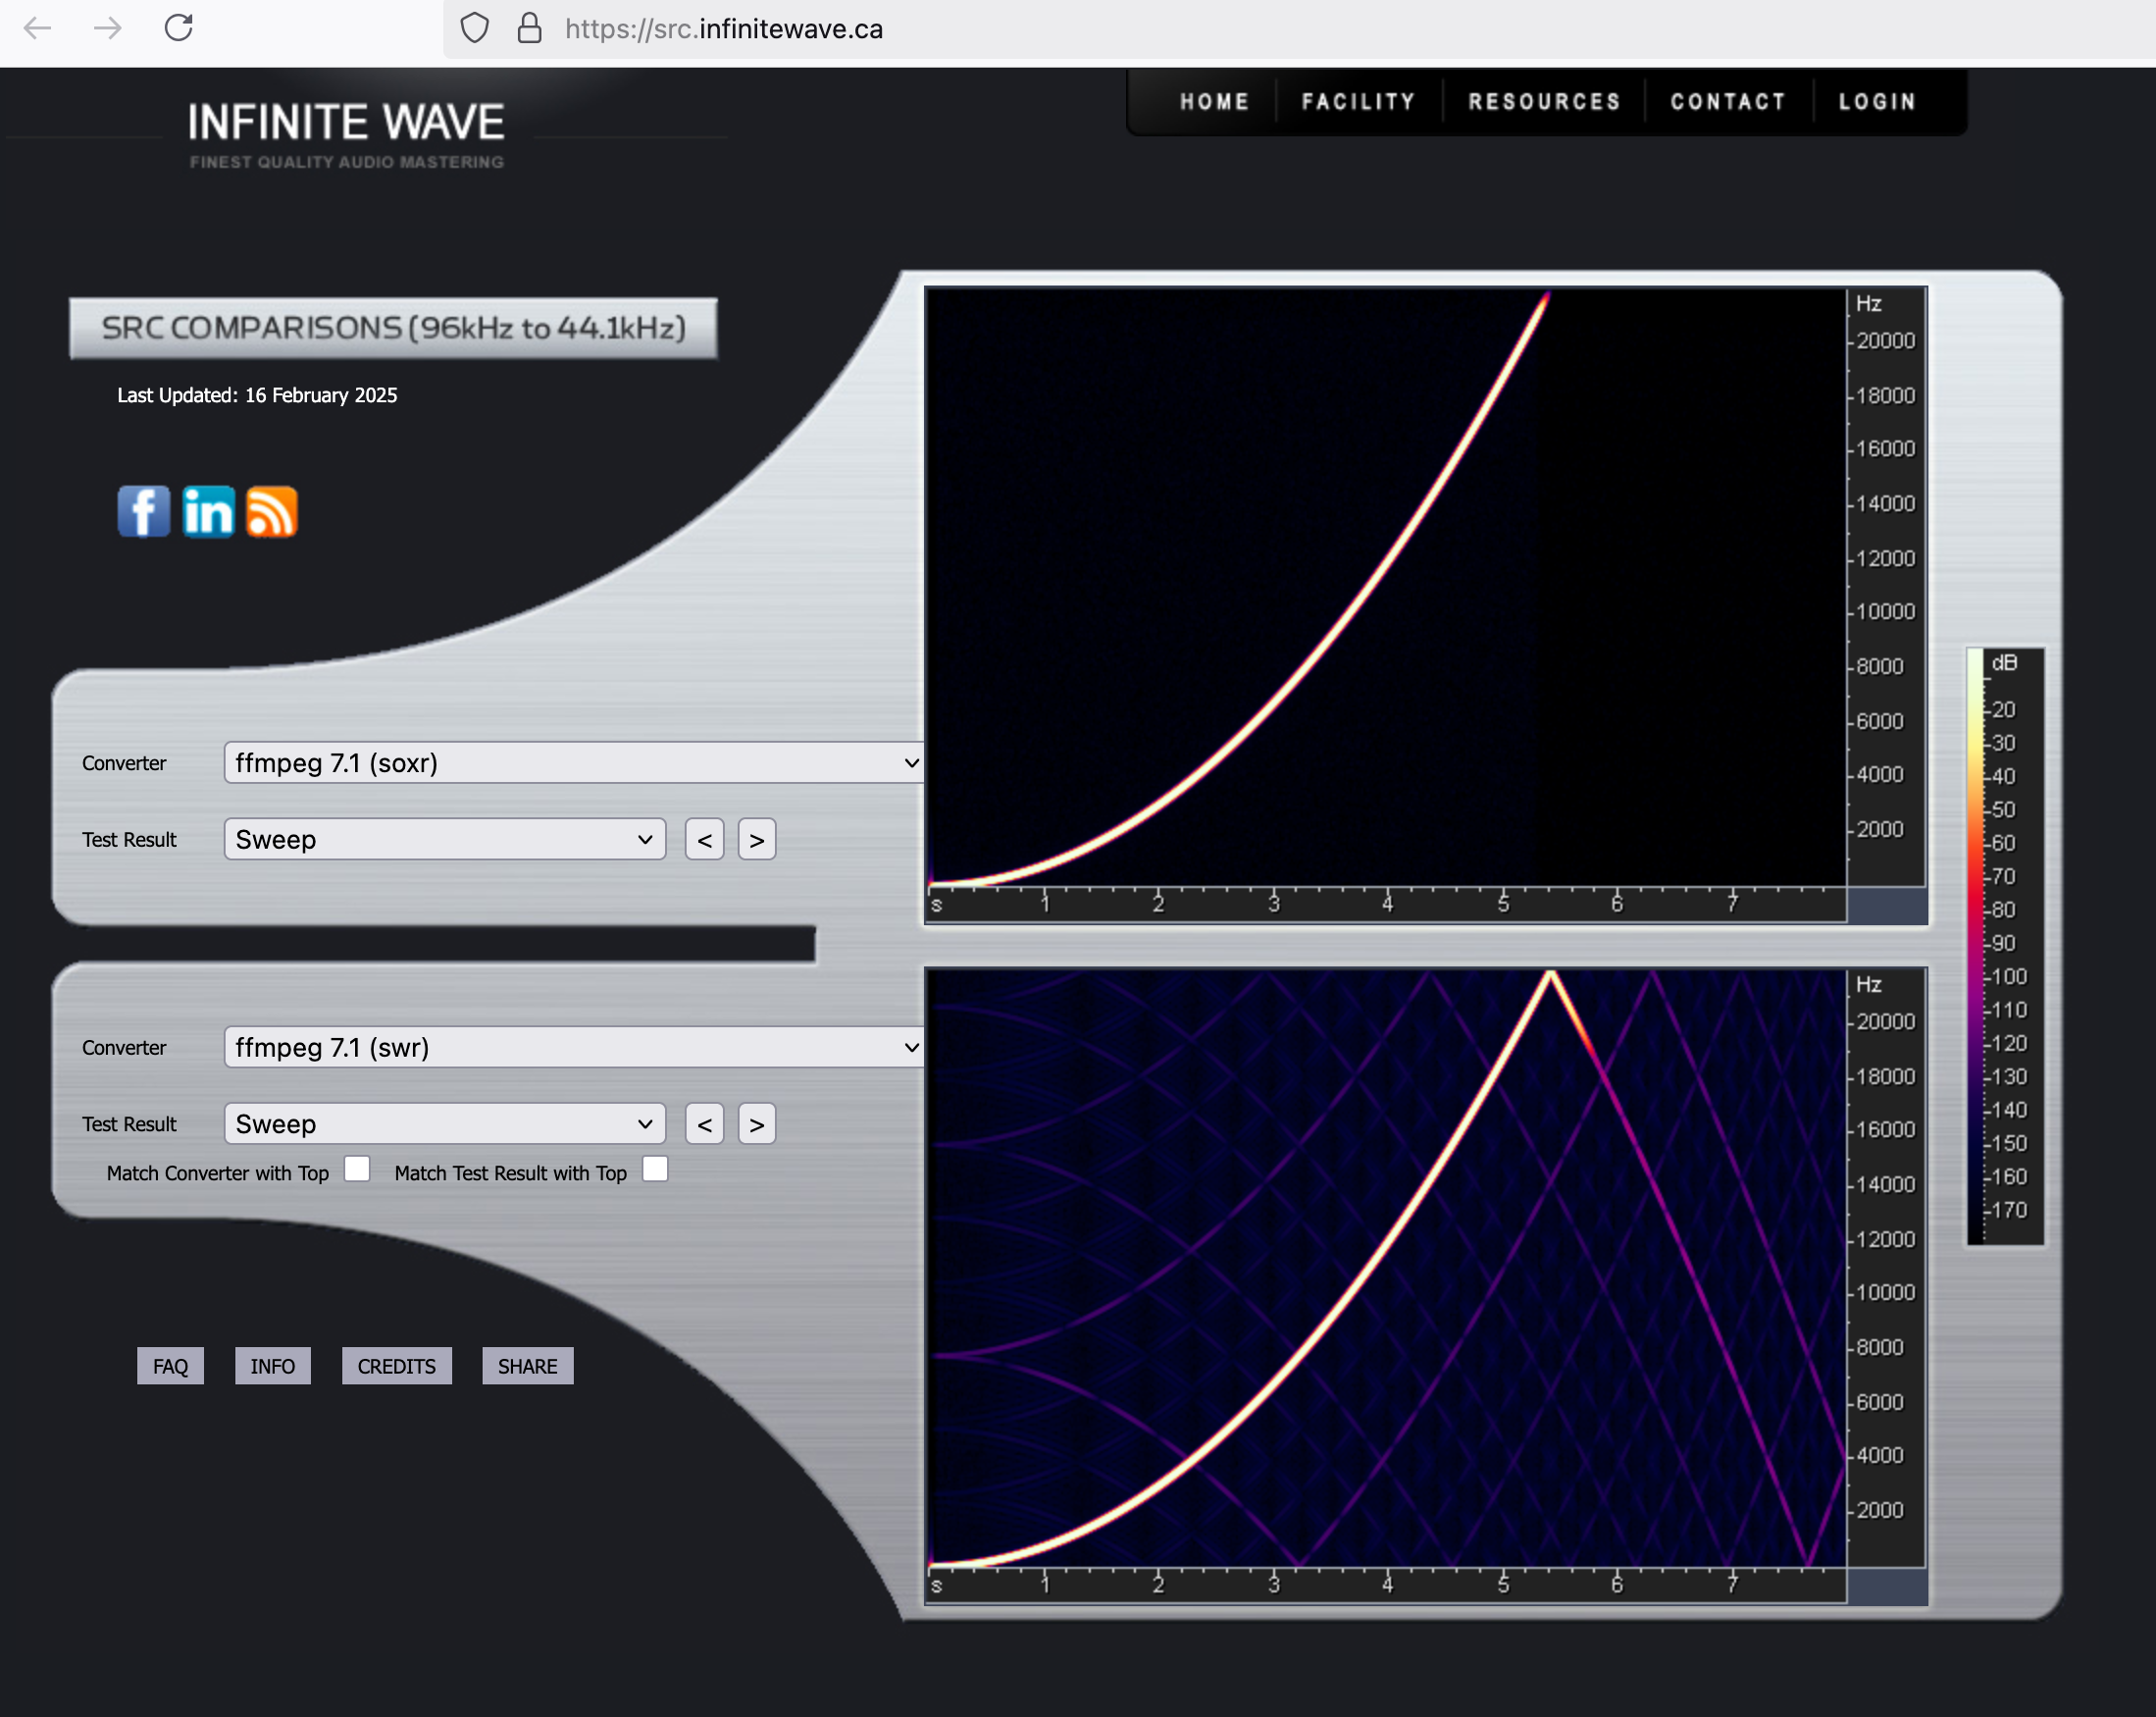 https://src.infinitewave.ca
INFINITE WAVE
FINEST QUALITY AUDIO MASTERING
HOME
FACILITY
RESOURCES
CONTACT
LOGIN
SRC COMPARISONS (96kHz to 44.1kHz)
Last Updated: 16 February 2025
f
in
Converter
ffmpeg 7.1 (soxr)
Test Result
Sweep
<
>
Hz
20000
18000
16000
14000
12000
10000
8000
6000
4000
2000
s 1 2 3 4 5 6 7
dB
-20
-30
-40
-50
-60
-70
-80
-90
-100
-110
-120
-130
-140
-150
-160
-170
Converter
ffmpeg 7.1 (swr)
Test Result
Sweep
<
>
Match Converter with Top
Match Test Result with Top
Hz
20000
18000
16000
14000
12000
10000
8000
6000
4000
2000
s 1 2 3 4 5 6 7
FAQ
INFO
CREDITS
SHARE